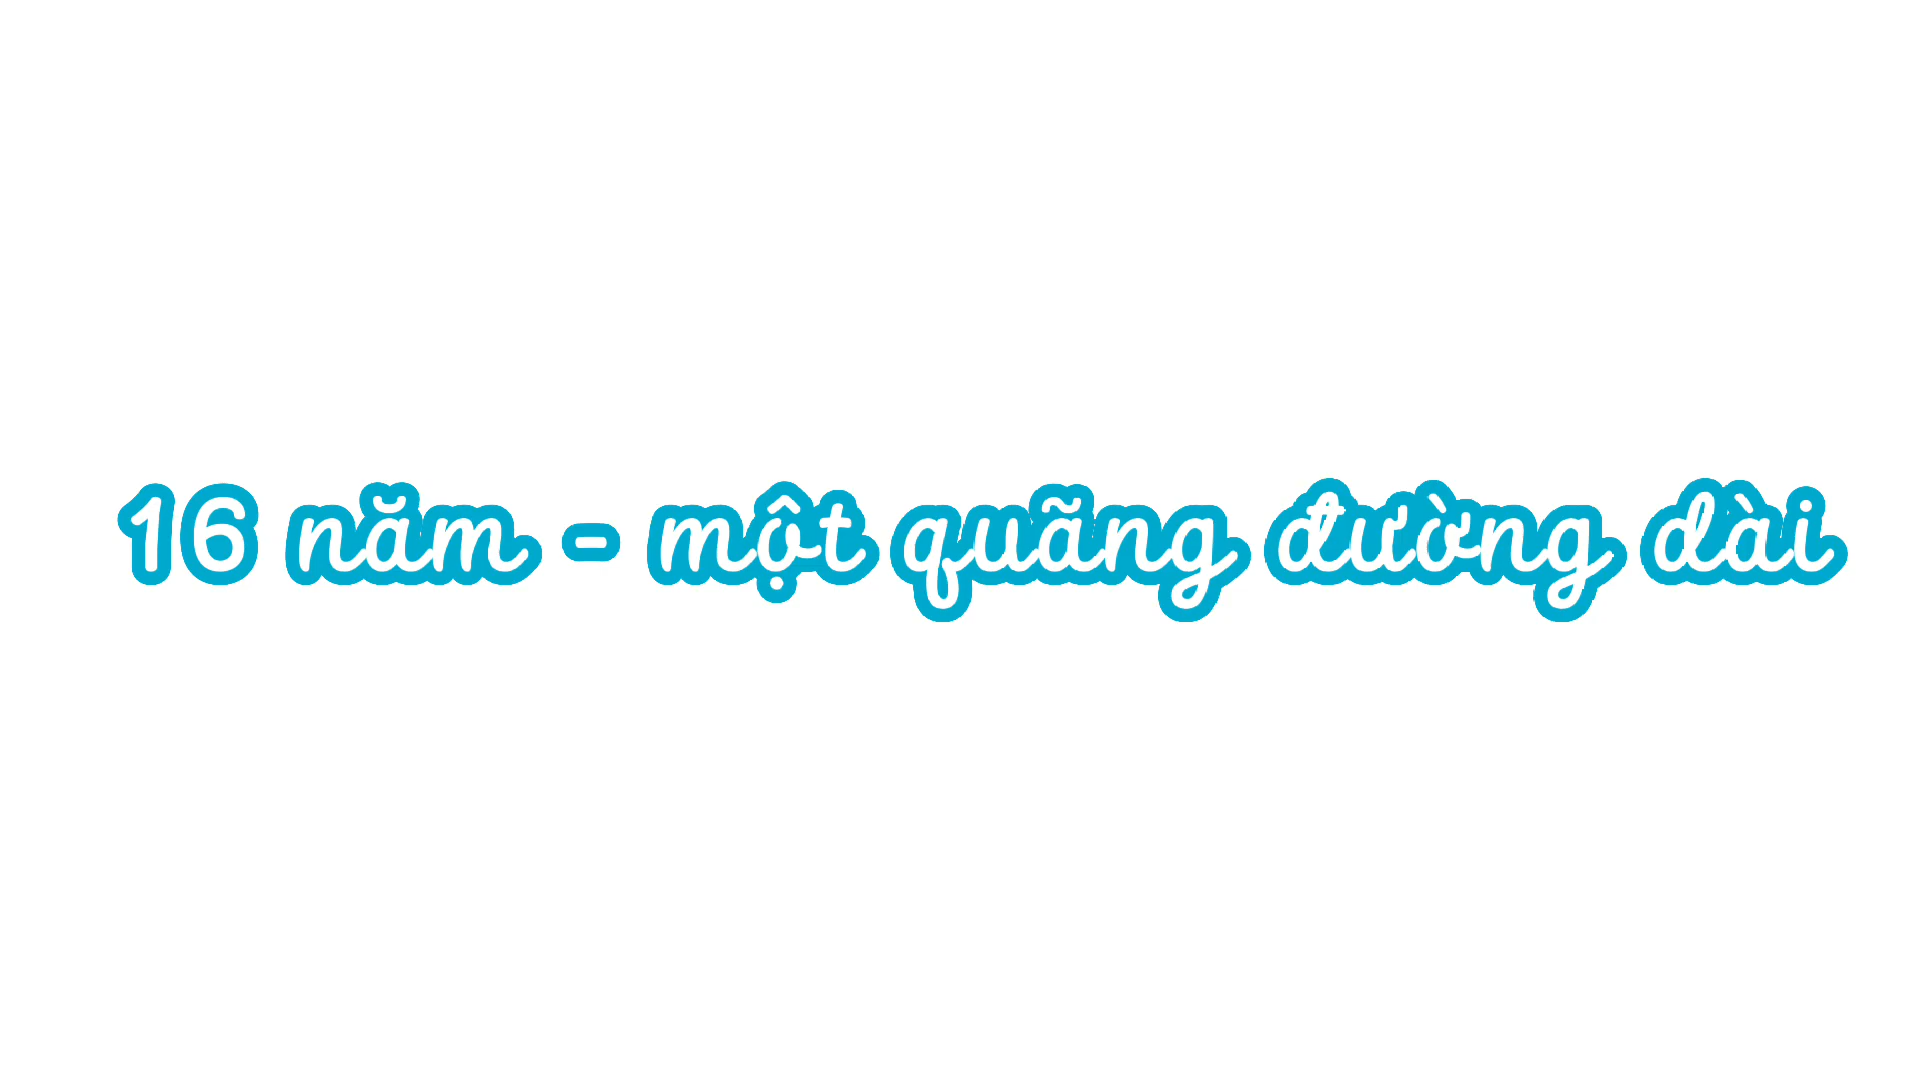 16 năm - một quãng đường dài